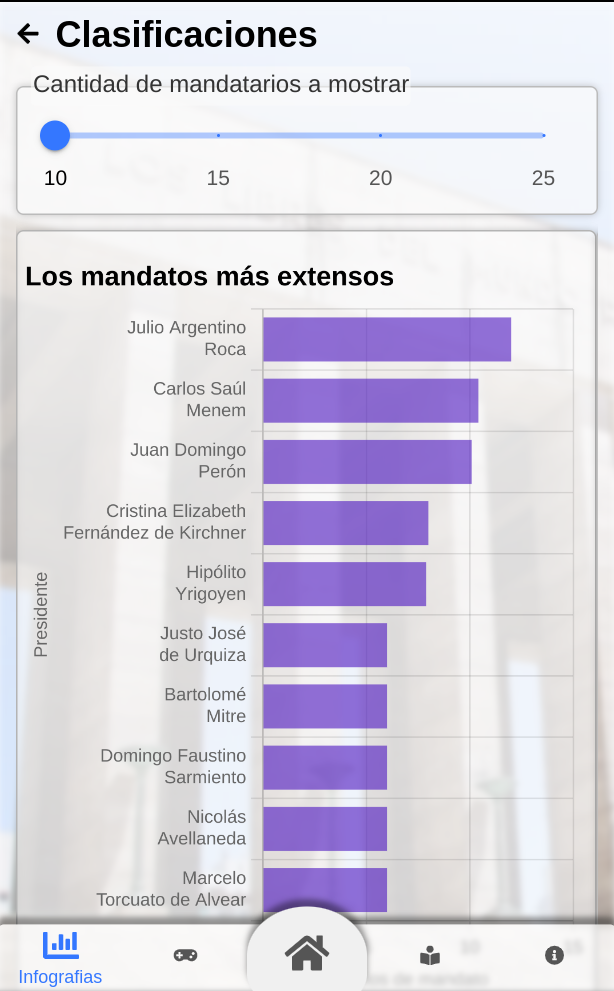 Clasificaciones
Cantidad de mandatarios a mostrar
10 15 20 25
Los mandatos más extensos
Julio Argentino
Roca
Carlos Saúl
Menem
Juan Domingo
Perón
Cristina Elizabeth
Fernández de Kirchner
Hipólito
Yrigoyen
Presidente
Justo José
de Urquiza
Bartolomé
Mitre
Domingo Faustino
Sarmiento
Nicolás
Avellaneda
Marcelo
Torcuato de Alvear
Infografias